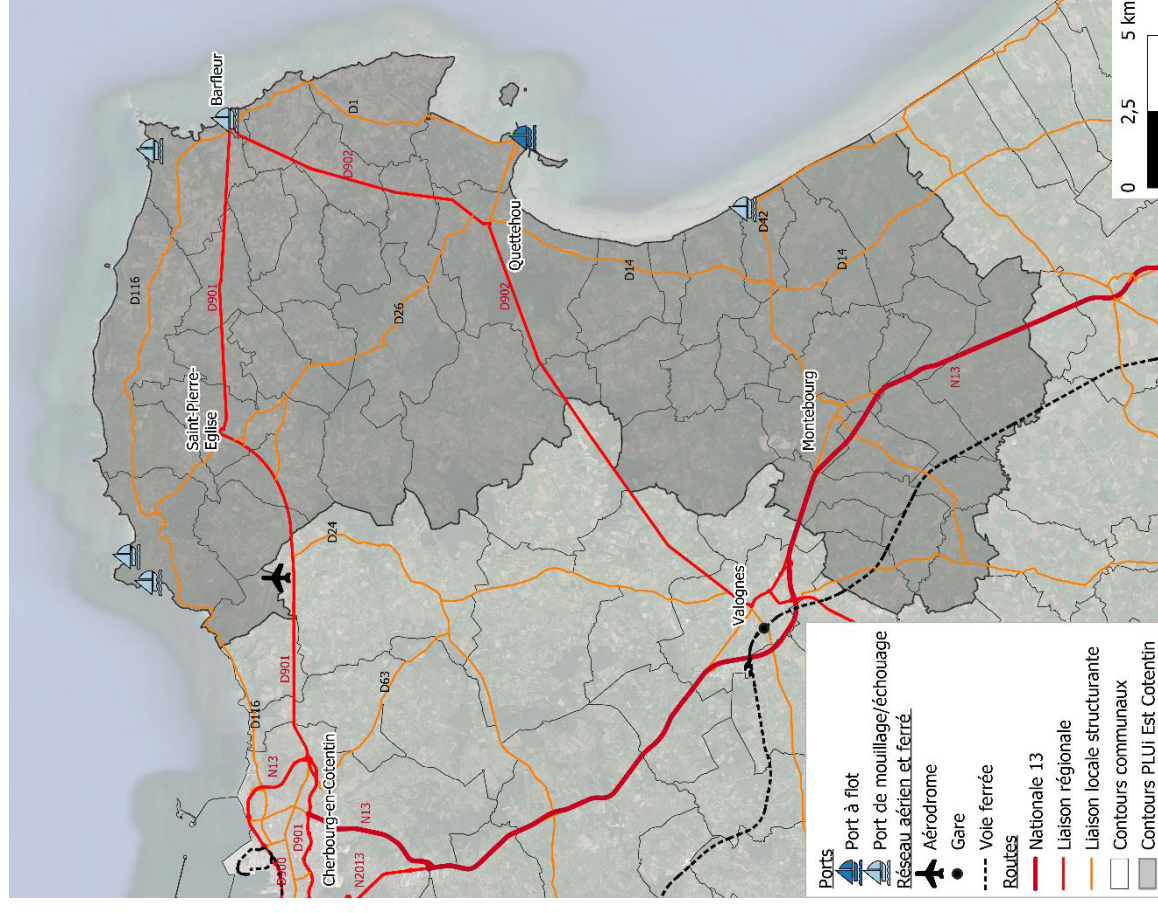 Barfleur
D1
D902
D116
D901
Saint-Pierre-
Eglise
D26
Quettehou
D902
D14
D42
D14
N13
Montebourg
D24
D901
D63
D116
N13
Valognes
Cherbourg-en-Cotentin
D901
D900
N13
N2013
Ports
Port à flot
Port de mouillage/échouage
Réseau aérien et ferré
Aérodrome
Gare
Voie ferrée
Routes
Nationale 13
Liaison régionale
Liaison locale structurante
Contours communaux
Contours PLUi Est Cotentin
0 2,5 5 km